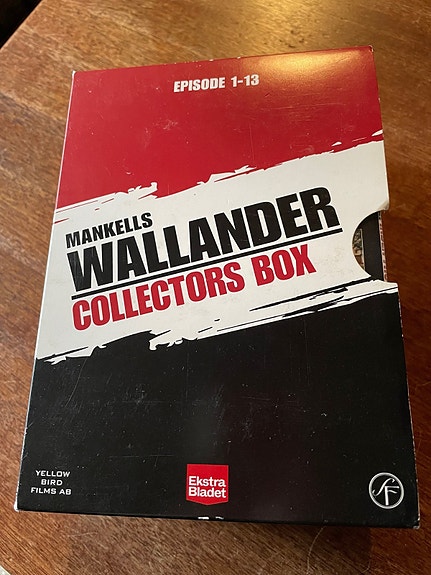 EPISODE 1-13
MANKELLS
WALLANDER
COLLECTORS BOX
YELLOW
BIRD
FILMS AB
Ekstra
Bladet
SF